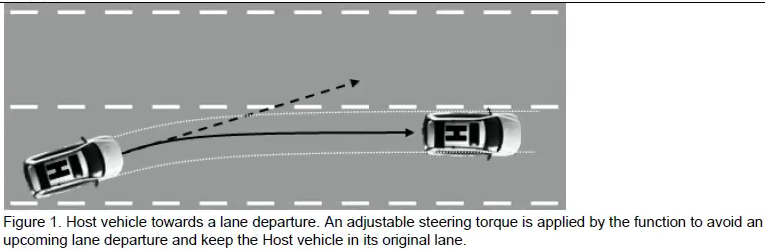 H
H
Figure 1. Host vehicle towards a lane departure. An adjustable steering torque is applied by the function to avoid an
upcoming lane departure and keep the Host vehicle in its original lane.